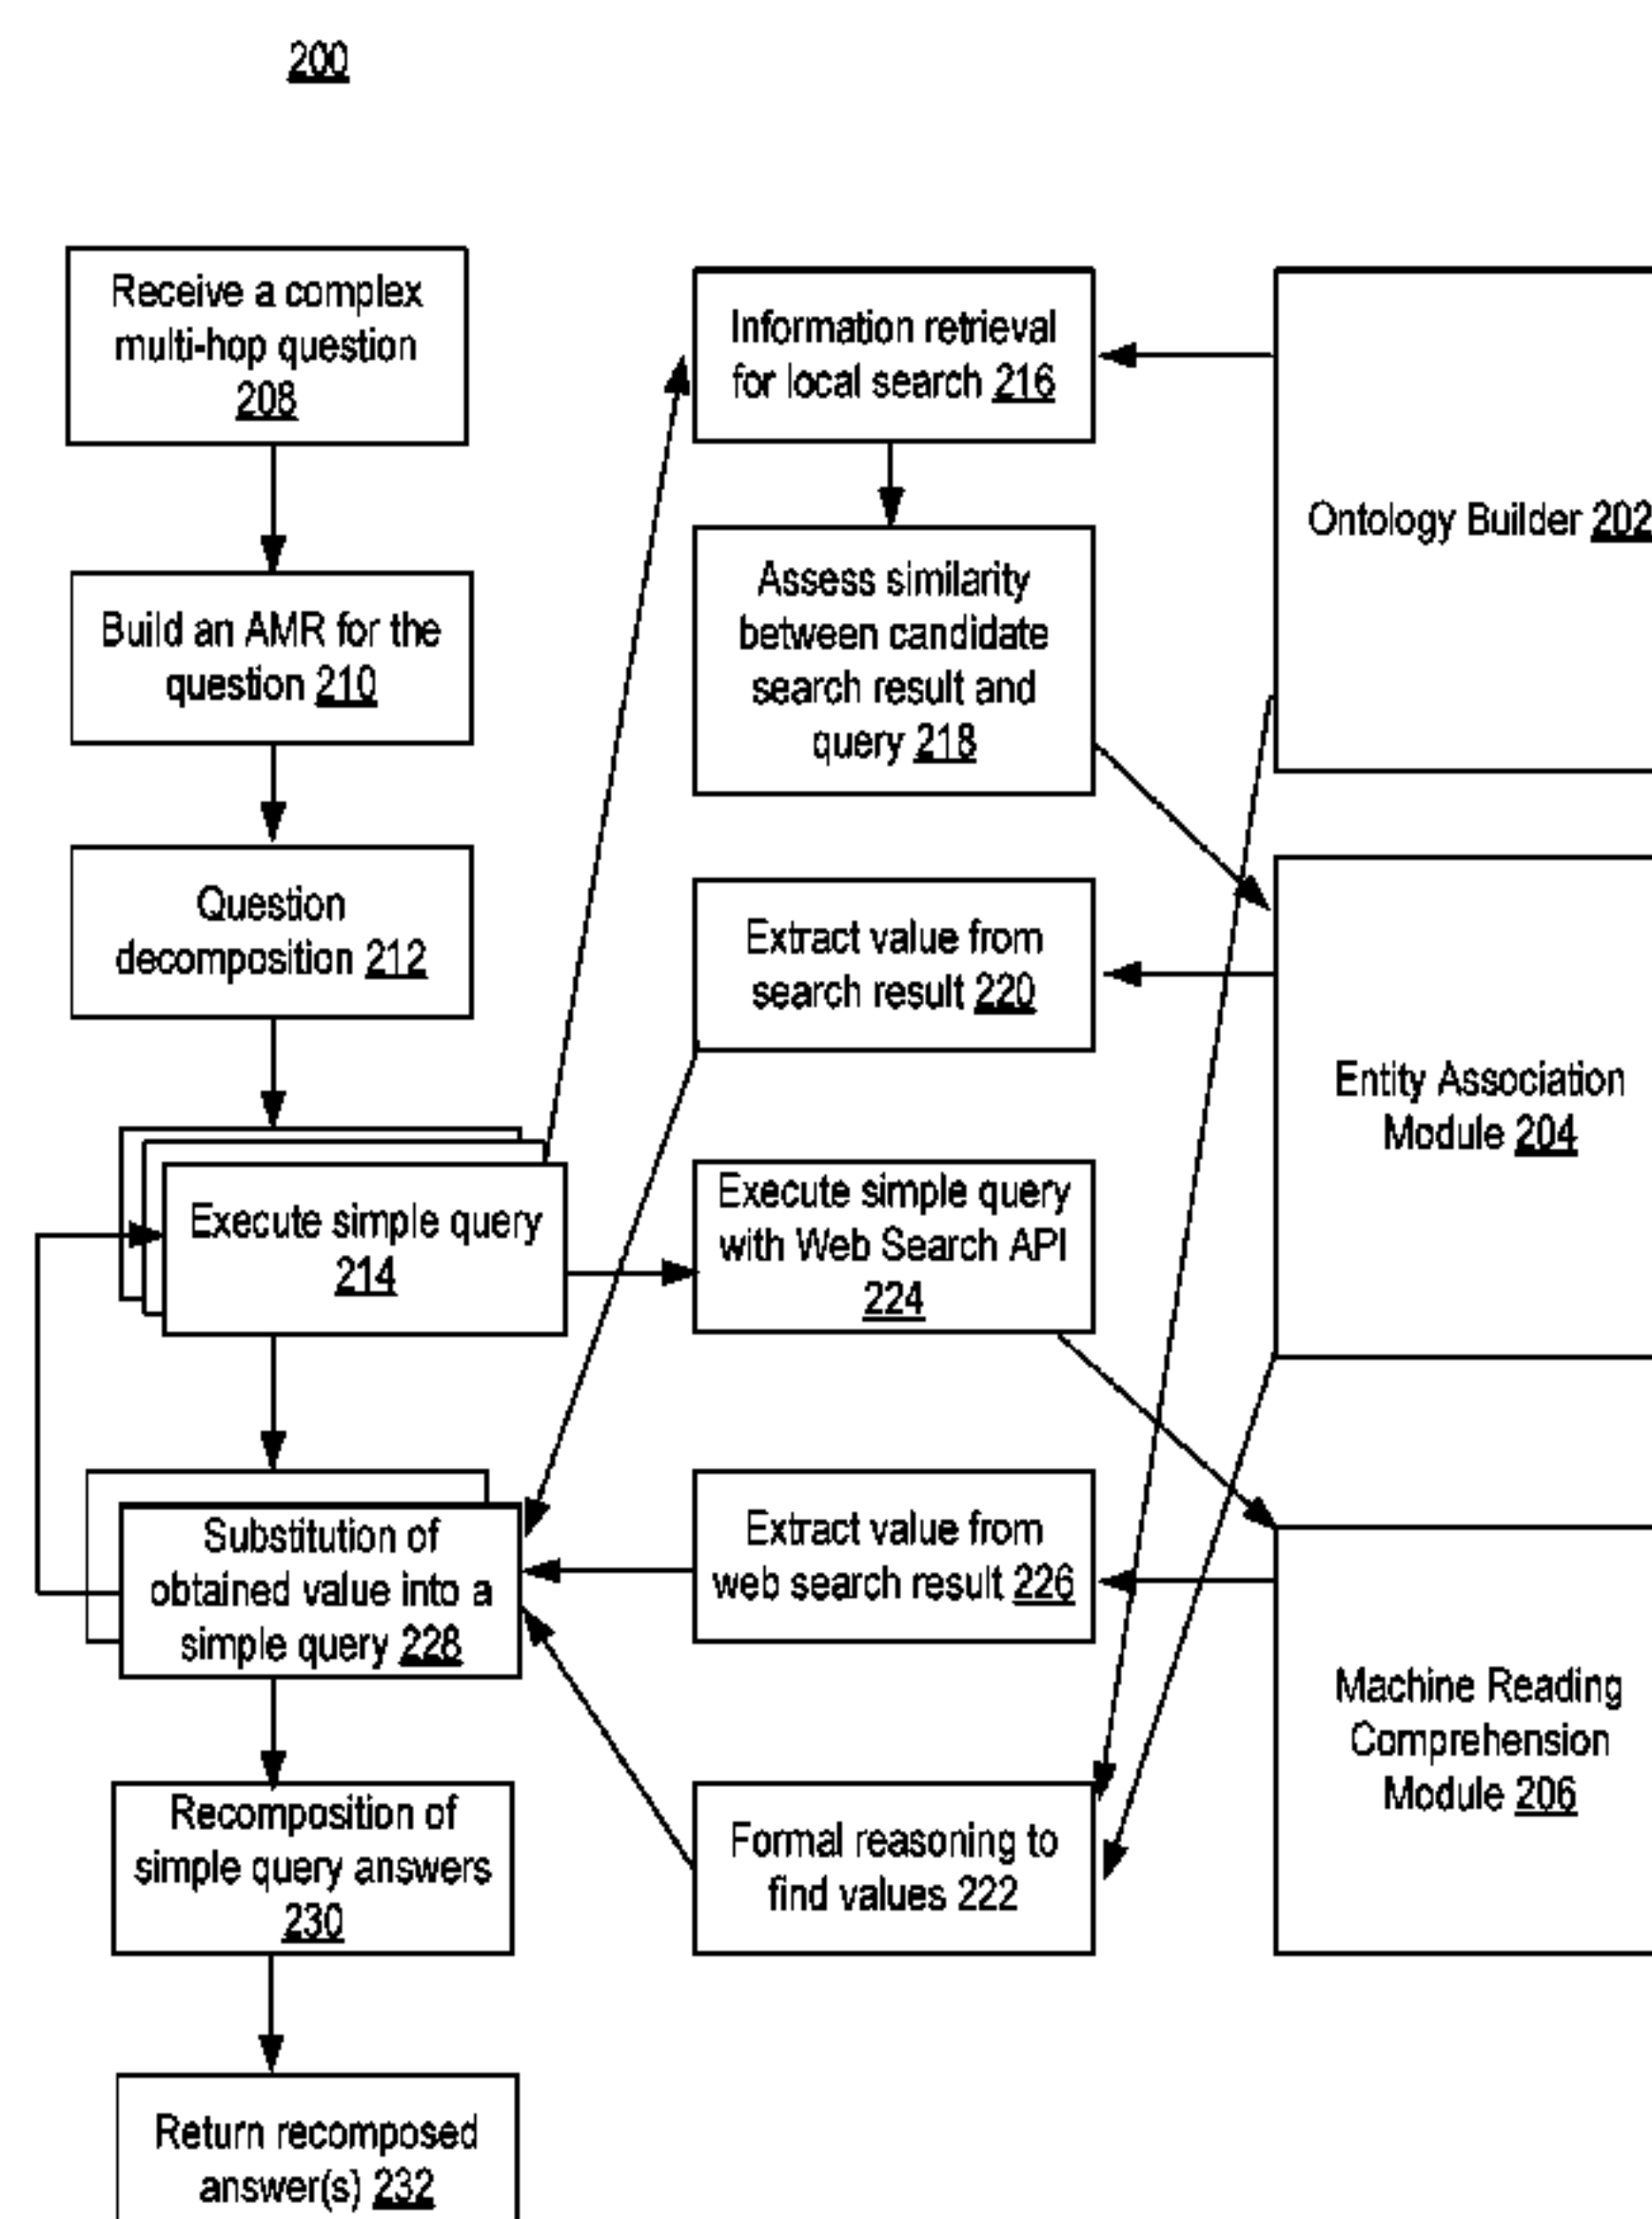 200
Receive a complex
multi-hop question
208
Build an AMR for the
question 210
Question
decomposition 212
Execute simple query
214
Substitution of
obtained value into a
simple query 228
Recomposition of
simple query answers
230
Return recomposed
answer(s) 232
Information retrieval
for local search 216
Assess similarity
between candidate
search result and
query 218
Extract value from
search result 220
Execute simple query
with Web Search API
224
Extract value from
web search result 226
Formal reasoning to
find values 222
Ontology Builder 202
Entity Association
Module 204
Machine Reading
Comprehension
Module 206